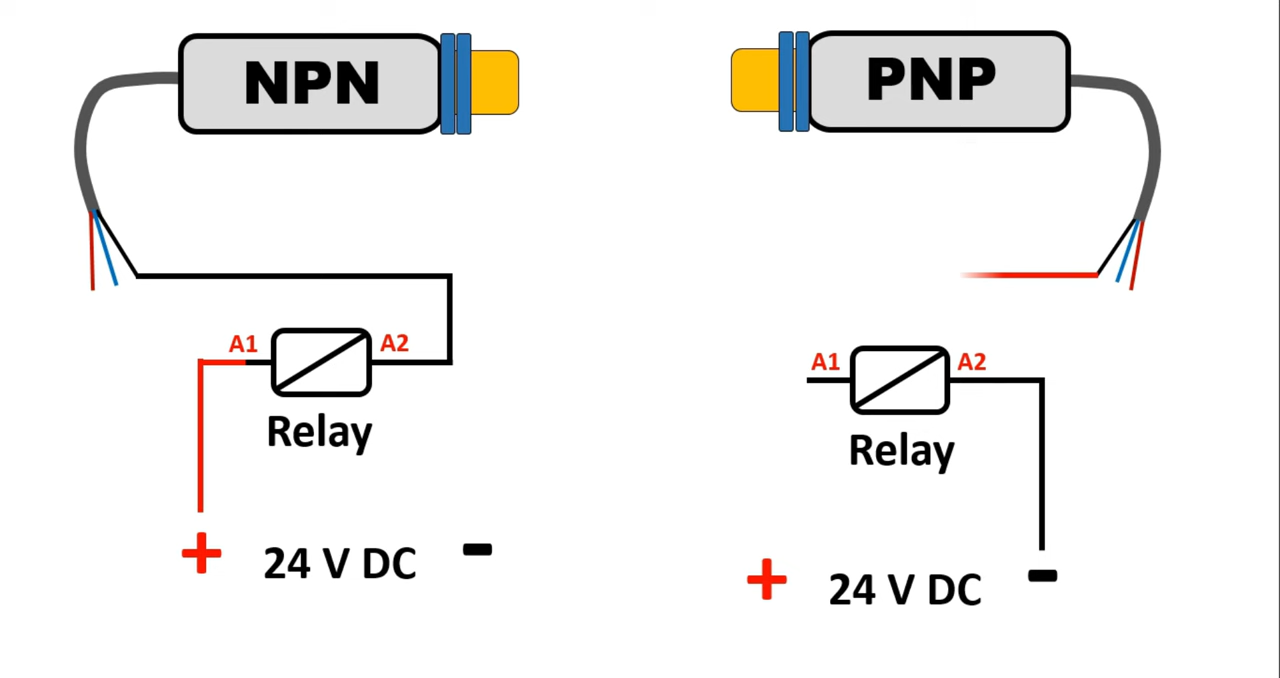 NPN
A1
A2
Relay
+ 24 V DC -
PNP
A1
A2
Relay
+ 24 V DC -